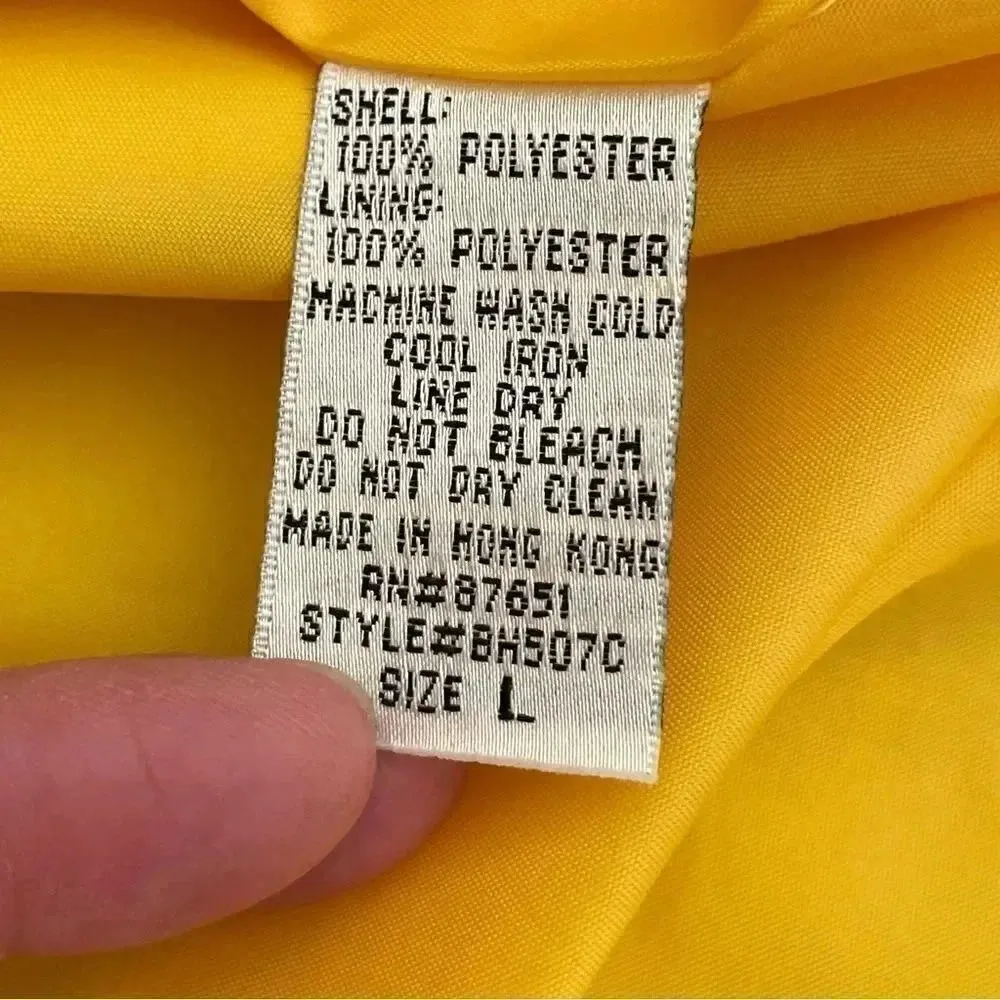 SHELL:
100% POLYESTER
LINING:
100% POLYESTER
MACHINE WASH COLD
COOL IRON
LINE DRY
DO NOT BLEACH
DO NOT DRY CLEAN
MADE IN HONG KONG
RN#87651
STYLE#BH507C
SIZE L